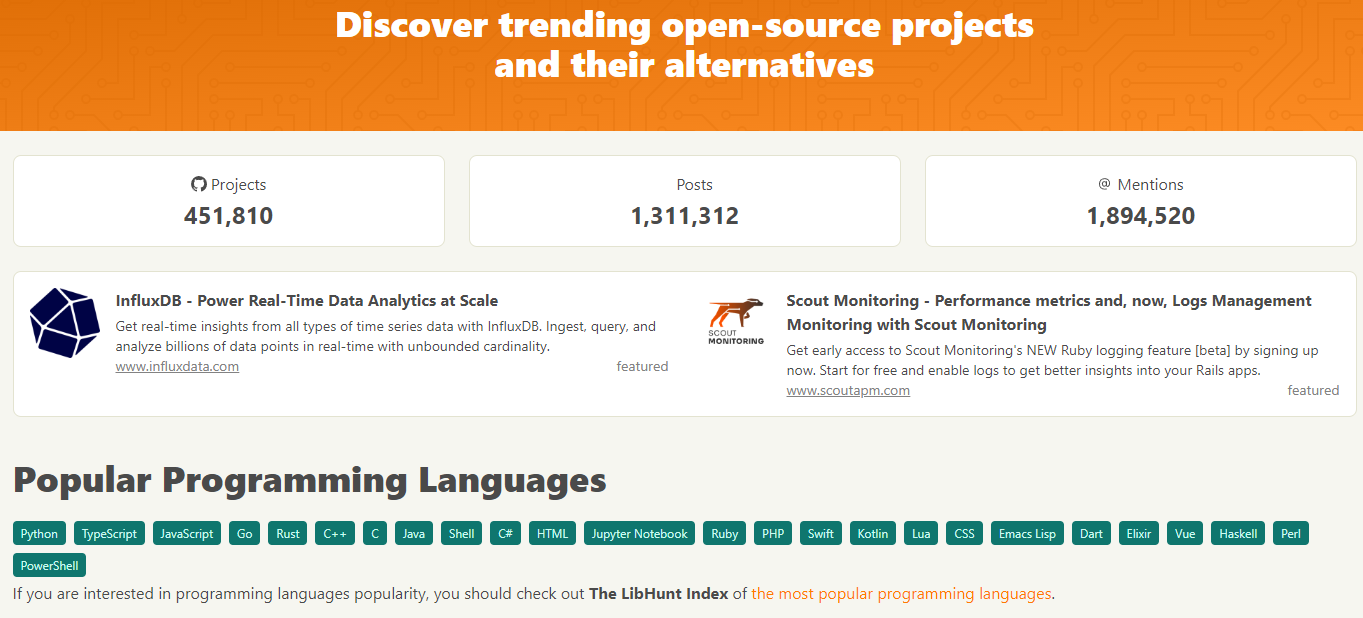 Discover trending open-source projects
and their alternatives
Projects
451,810
Posts
1,311,312
@ Mentions
1,894,520
InfluxDB - Power Real-Time Data Analytics at Scale
Get real-time insights from all types of time series data with InfluxDB. Ingest, query, and
analyze billions of data points in real-time with unbounded cardinality.
www.influxdata.com
featured
SCOUT
MONITORING
Scout Monitoring - Performance metrics and, now, Logs Management
Monitoring with Scout Monitoring
Get early access to Scout Monitoring's NEW Ruby logging feature [beta] by signing up
now. Start for free and enable logs to get better insights into your Rails apps.
www.scoutapm.com
featured
Popular Programming Languages
Python TypeScript JavaScript Go Rust C++ C Java Shell C# HTML Jupyter Notebook Ruby PHP Swift Kotlin Lua CSS Emacs Lisp Dart Elixir Vue Haskell Perl
PowerShell
If you are interested in programming languages popularity, you should check out The LibHunt Index of the most popular programming languages.